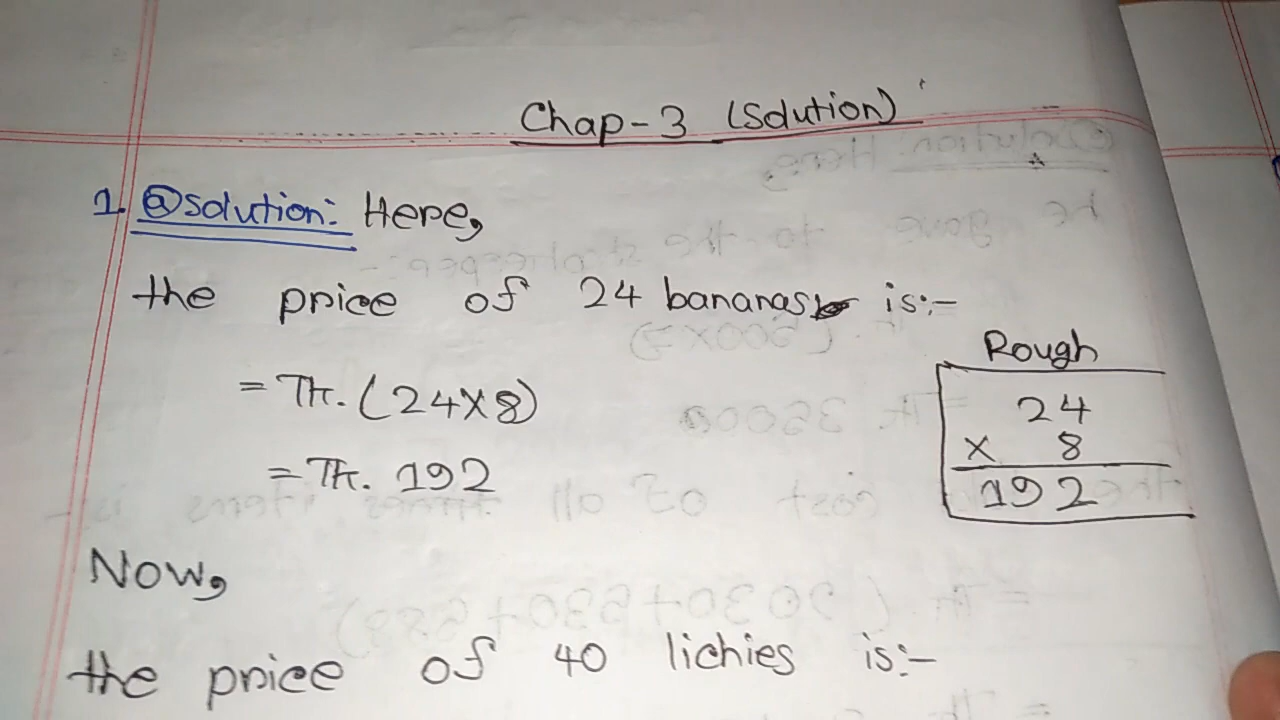 Chap-3 (Solution)
1. ⓐ Solution:- Here,
the price of 24 bananas is:-
= Tk. (24×8)
= Tk. 192
Rough
24
× 8
192
Now,
the price of 40 lichies is:-